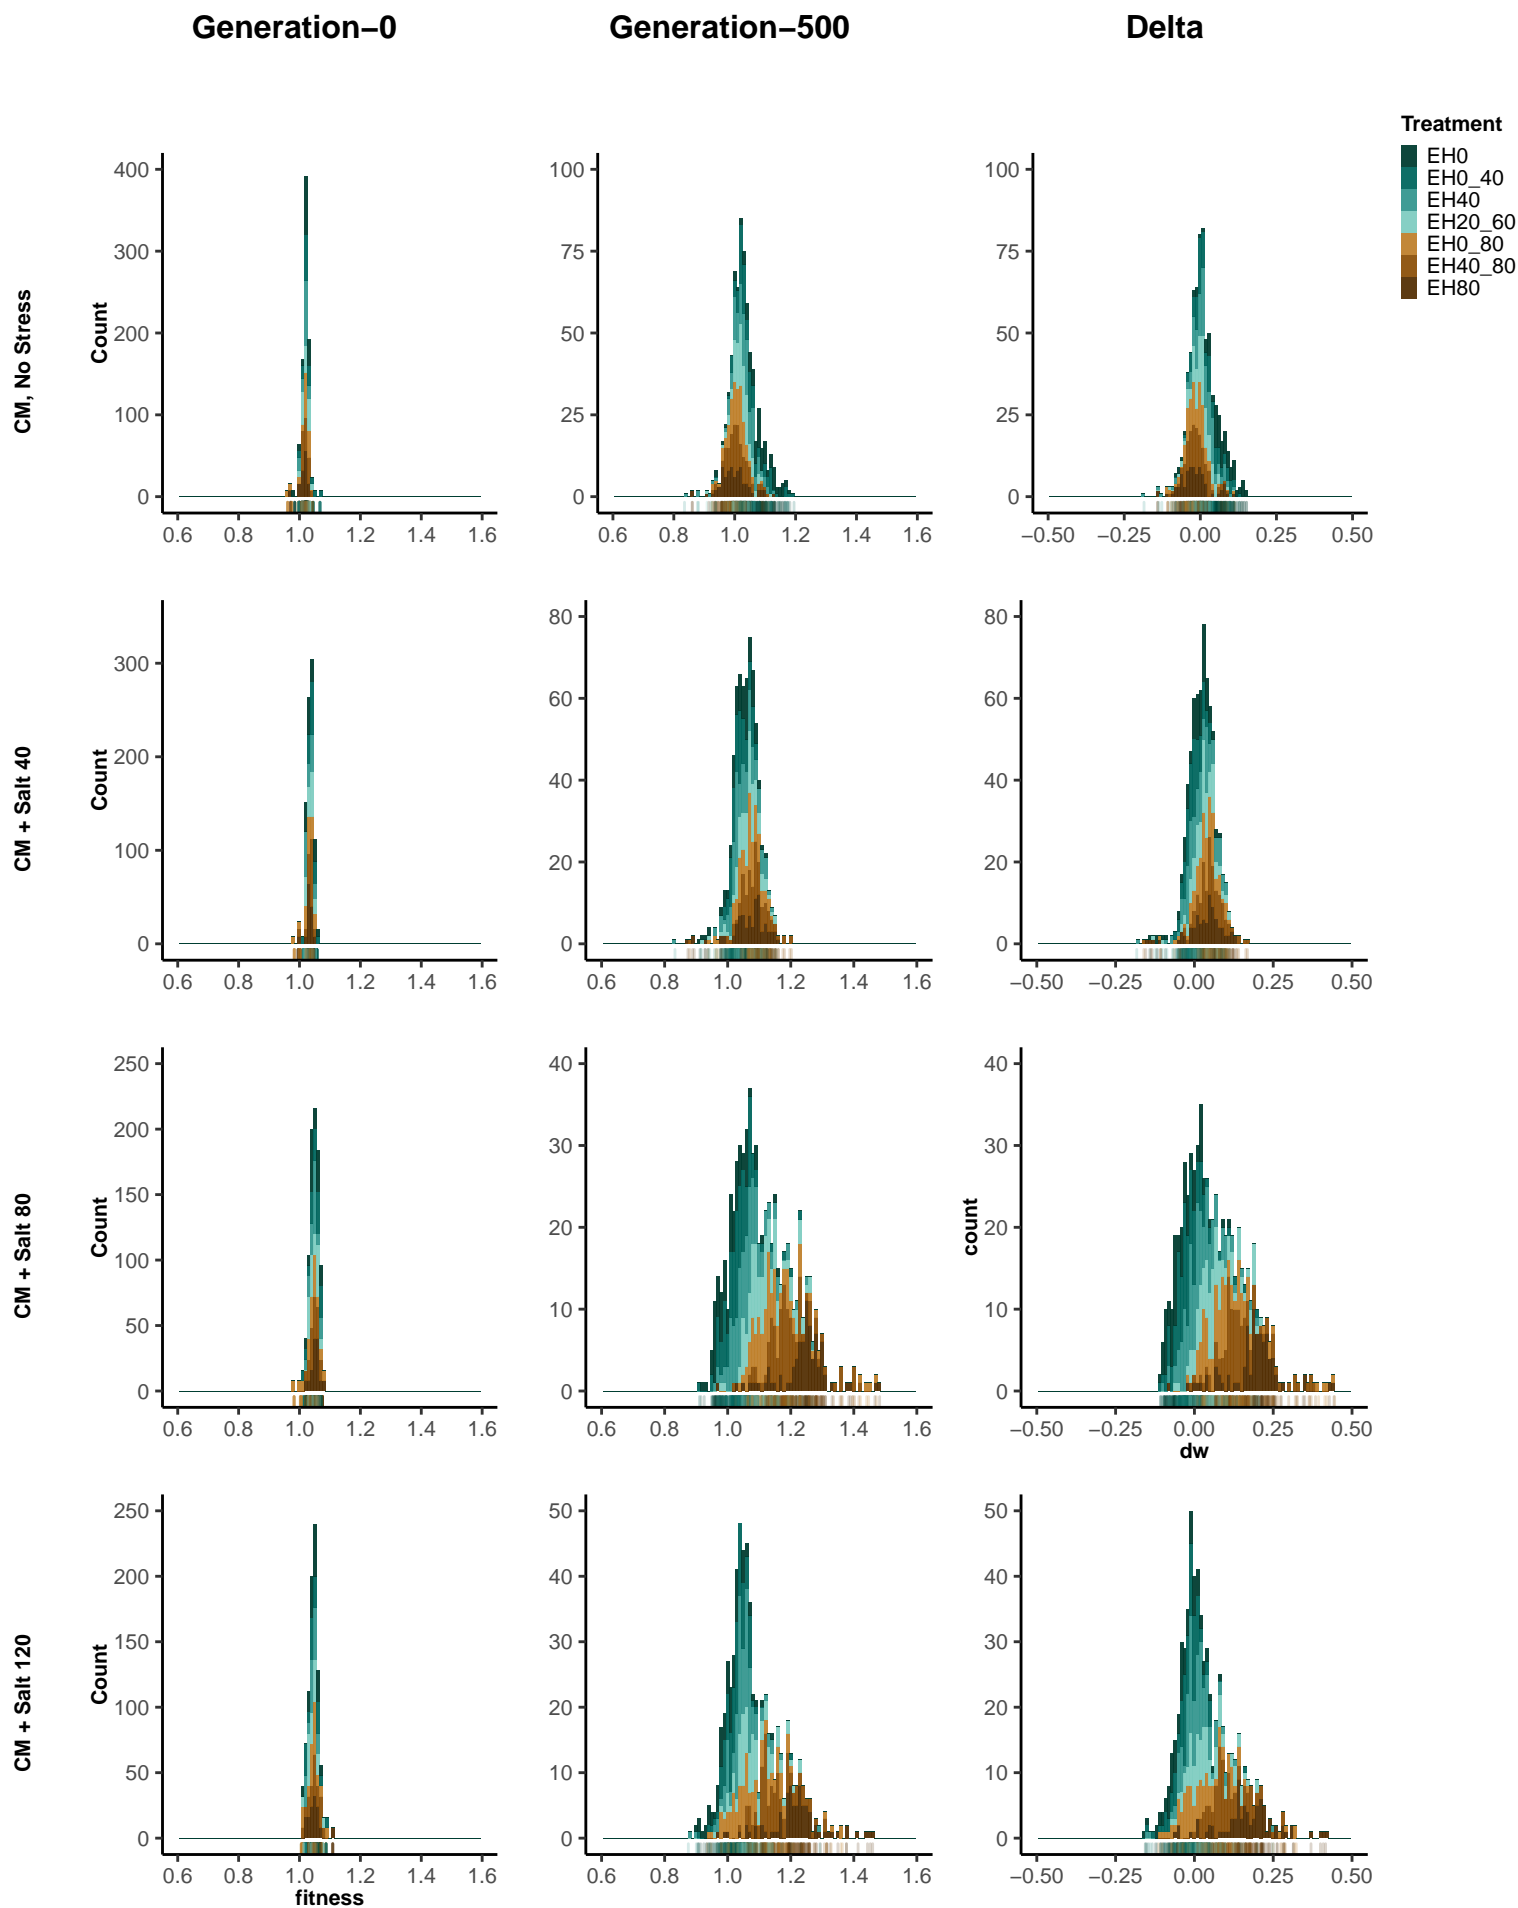 Generation−0 Generation−500 Delta
Treatment
EH0
EH0_40
EH40
EH20_60
EH0_80
EH40_80
EH80
CM, No Stress
Count
400
300
200
100
0
0.6 0.8 1.0 1.2 1.4 1.6
100
75
50
25
0
0.6 0.8 1.0 1.2 1.4 1.6
100
75
50
25
0
−0.50 −0.25 0.00 0.25 0.50
CM + Salt 40
Count
300
200
100
0
0.6 0.8 1.0 1.2 1.4 1.6
80
60
40
20
0
0.6 0.8 1.0 1.2 1.4 1.6
80
60
40
20
0
−0.50 −0.25 0.00 0.25 0.50
CM + Salt 80
Count
250
200
150
100
50
0
0.6 0.8 1.0 1.2 1.4 1.6
40
30
20
10
0
0.6 0.8 1.0 1.2 1.4 1.6
count
40
30
20
10
0
−0.50 −0.25 0.00 0.25 0.50
dw
CM + Salt 120
Count
250
200
150
100
50
0
0.6 0.8 1.0 1.2 1.4 1.6
fitness
50
40
30
20
10
0
0.6 0.8 1.0 1.2 1.4 1.6
50
40
30
20
10
0
−0.50 −0.25 0.00 0.25 0.50